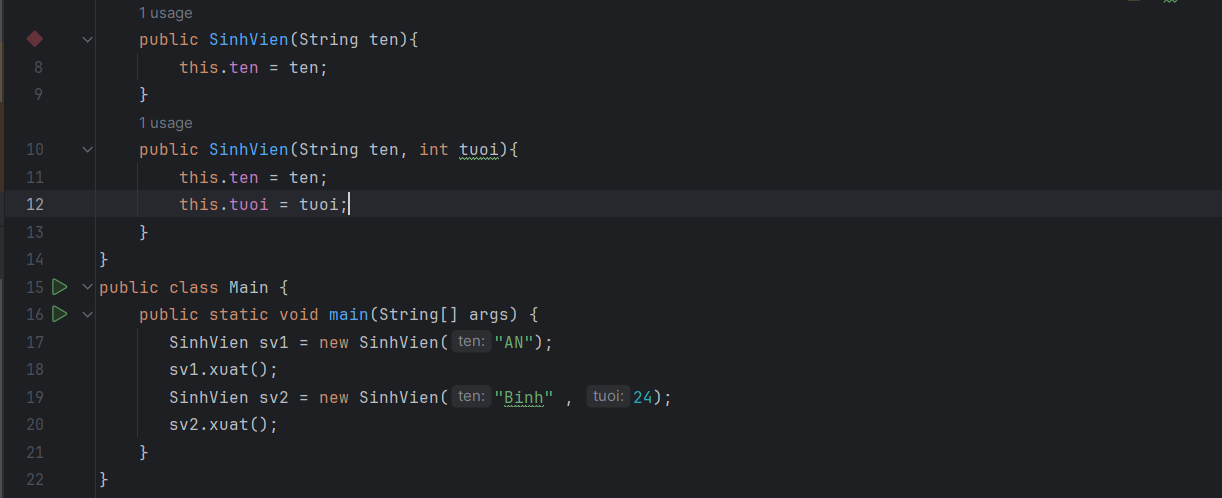 1 usage
public SinhVien(String ten){
8 this.ten = ten;
9 }
1 usage
10 public SinhVien(String ten, int tuoi){
11 this.ten = ten;
12 this.tuoi = tuoi;
13 }
14 }
15 public class Main {
16 public static void main(String[] args) {
17 SinhVien sv1 = new SinhVien( ten: "AN");
18 sv1.xuat();
19 SinhVien sv2 = new SinhVien( ten: "Binh" , tuoi: 24);
20 sv2.xuat();
21 }
22 }